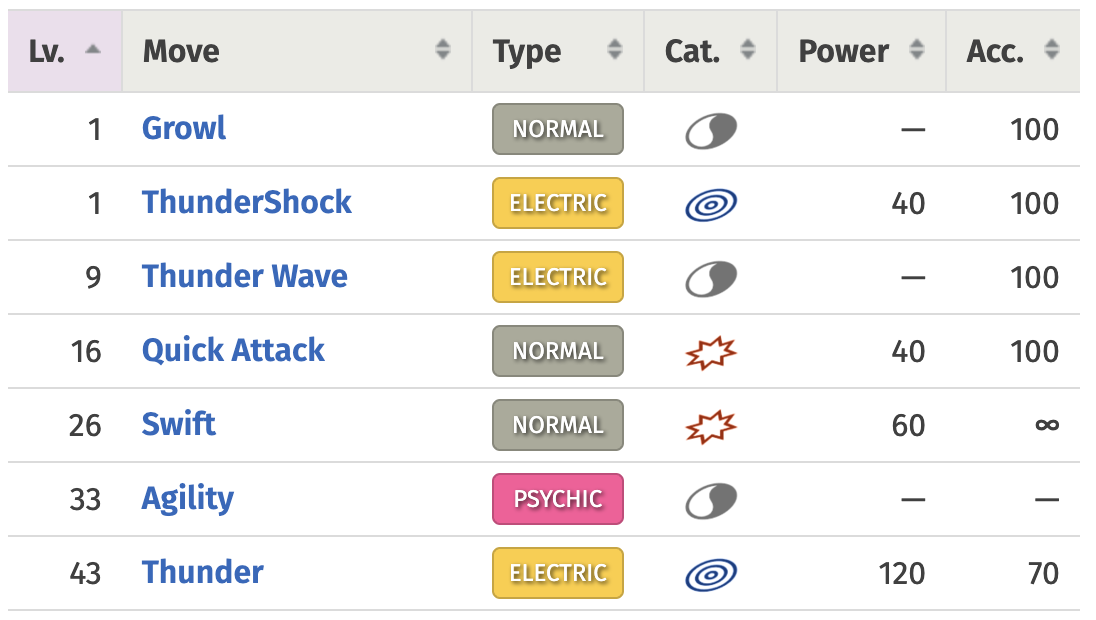 Lv. Move Type Cat. Power Acc.
1 Growl NORMAL — 100
1 ThunderShock ELECTRIC 40 100
9 Thunder Wave ELECTRIC — 100
16 Quick Attack NORMAL 40 100
26 Swift NORMAL 60 ∞
33 Agility PSYCHIC — —
43 Thunder ELECTRIC 120 70